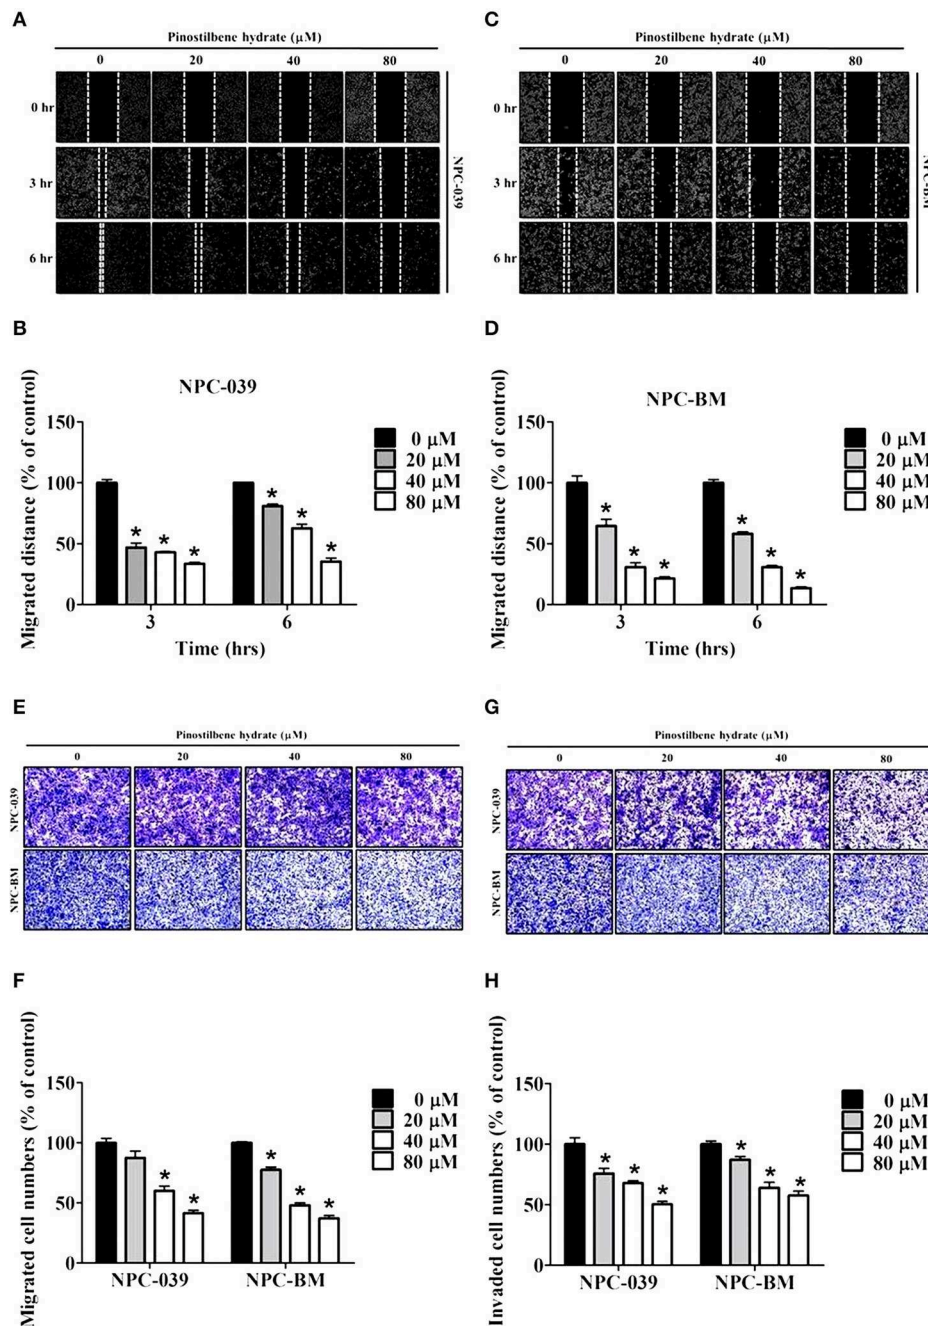 A
Pinostilbene hydrate (μM)
0 20 40 80
0 hr
3 hr
6 hr
NPC-039
C
Pinostilbene hydrate (μM)
0 20 40 80
0 hr
3 hr
6 hr
NPC-BM
B
NPC-039
Migrated distance (% of control)
150
100
50
0
* * * * * *
3 6
Time (hrs)
0 μM
20 μM
40 μM
80 μM
D
NPC-BM
Migrated distance (% of control)
150
100
50
0
* * * * * *
3 6
Time (hrs)
0 μM
20 μM
40 μM
80 μM
E
Pinostilbene hydrate (μM)
0 20 40 80
NPC-039
NPC-BM
G
Pinostilbene hydrate (μM)
0 20 40 80
NPC-039
NPC-BM
F
Migrated cell numbers (% of control)
150
100
50
0
* * * * *
NPC-039 NPC-BM
0 μM
20 μM
40 μM
80 μM
H
Invaded cell numbers (% of control)
150
100
50
0
* * * * * *
NPC-039 NPC-BM
0 μM
20 μM
40 μM
80 μM